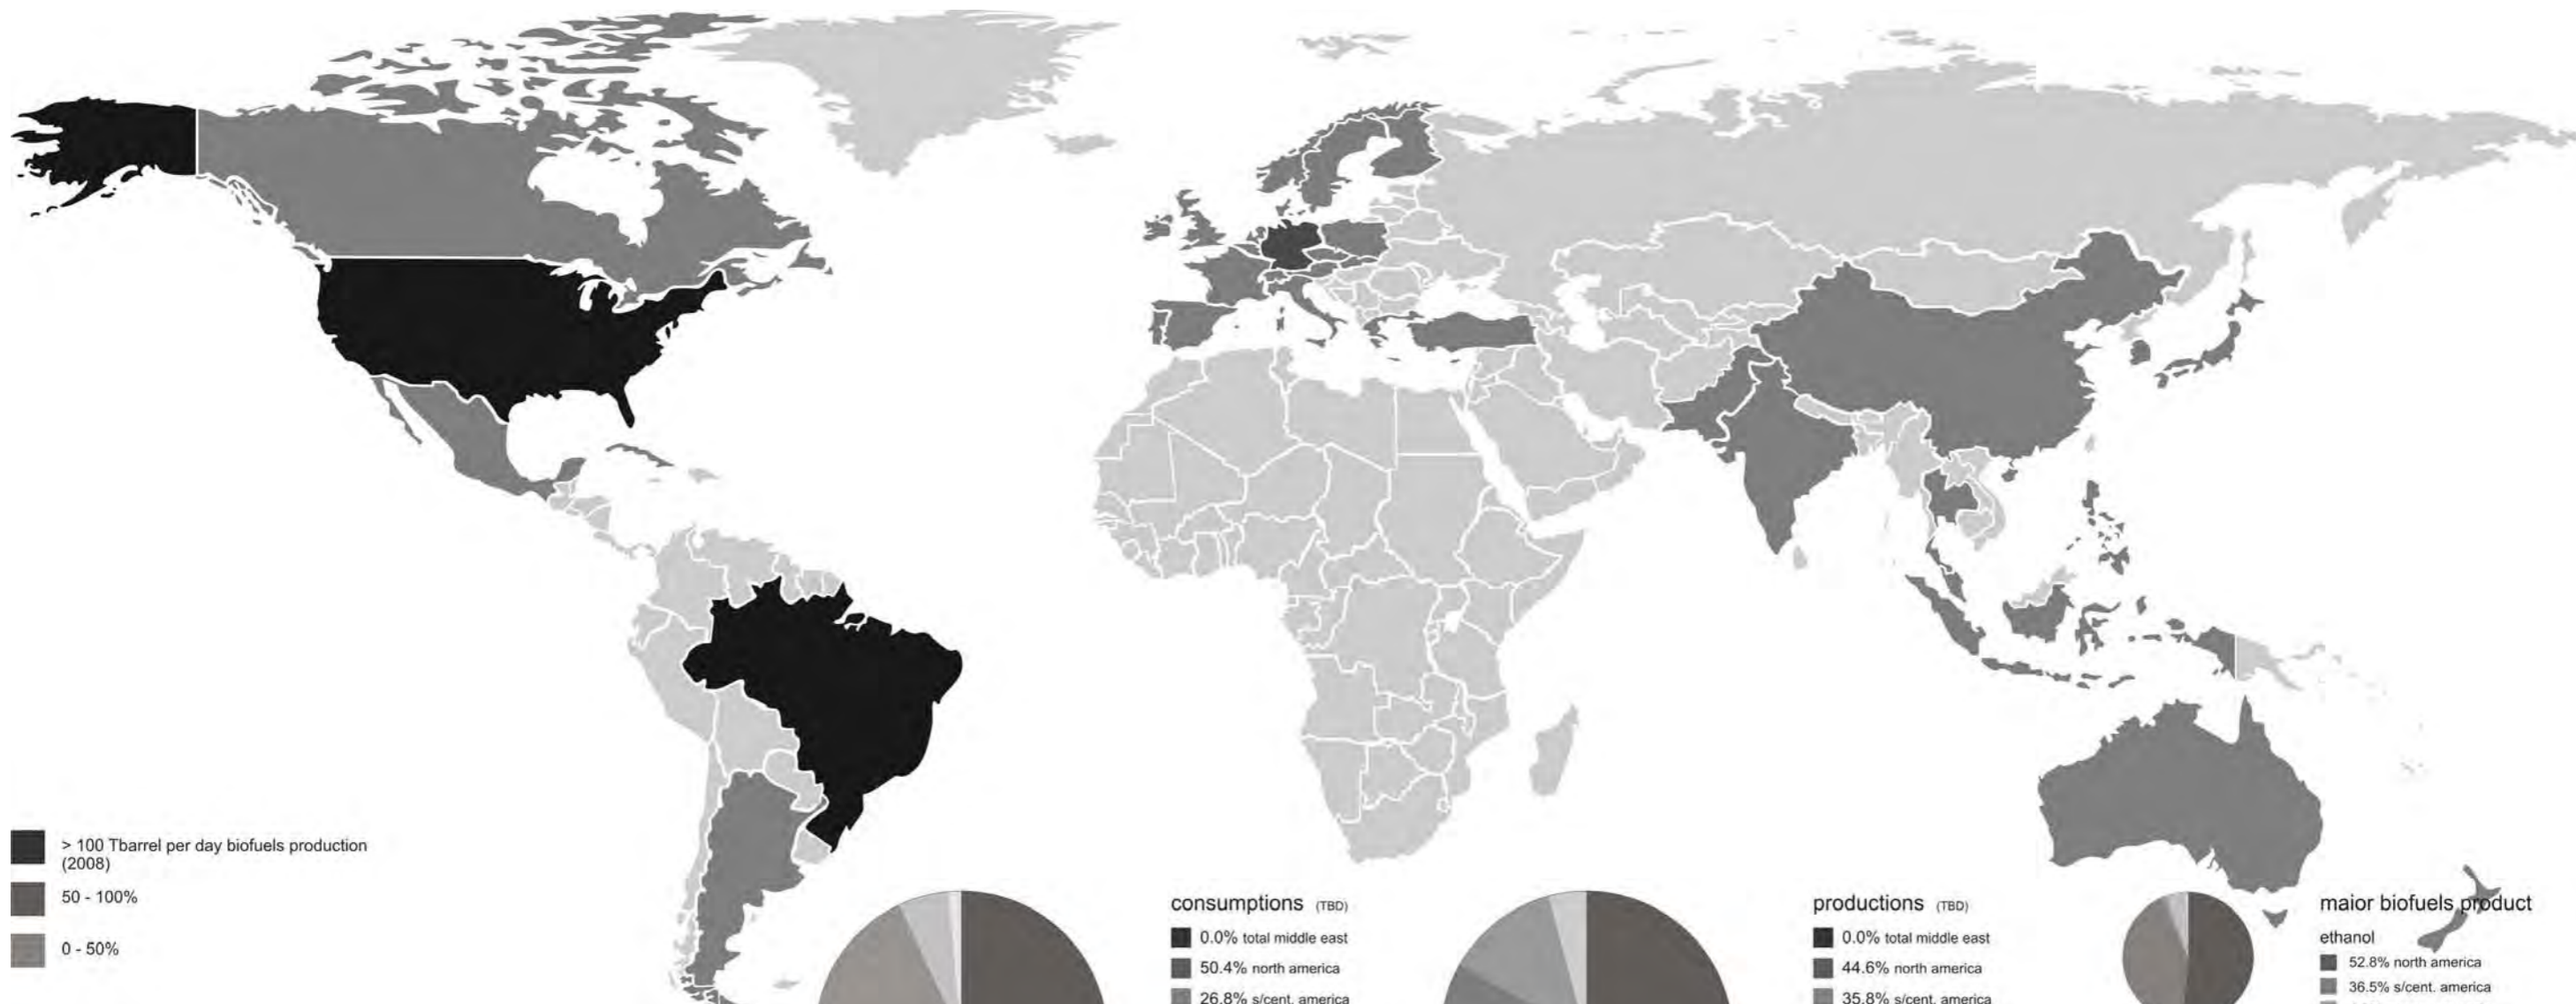 > 100 Tbarrel per day biofuels production
(2008)
50 - 100%
0 - 50%
consumptions (TBD)
0.0% total middle east
50.4% north america
26.8% s/cent. america
productions (TBD)
0.0% total middle east
44.6% north america
35.8% s/cent. america
maior biofuels product
ethanol
52.8% north america
36.5% s/cent. america